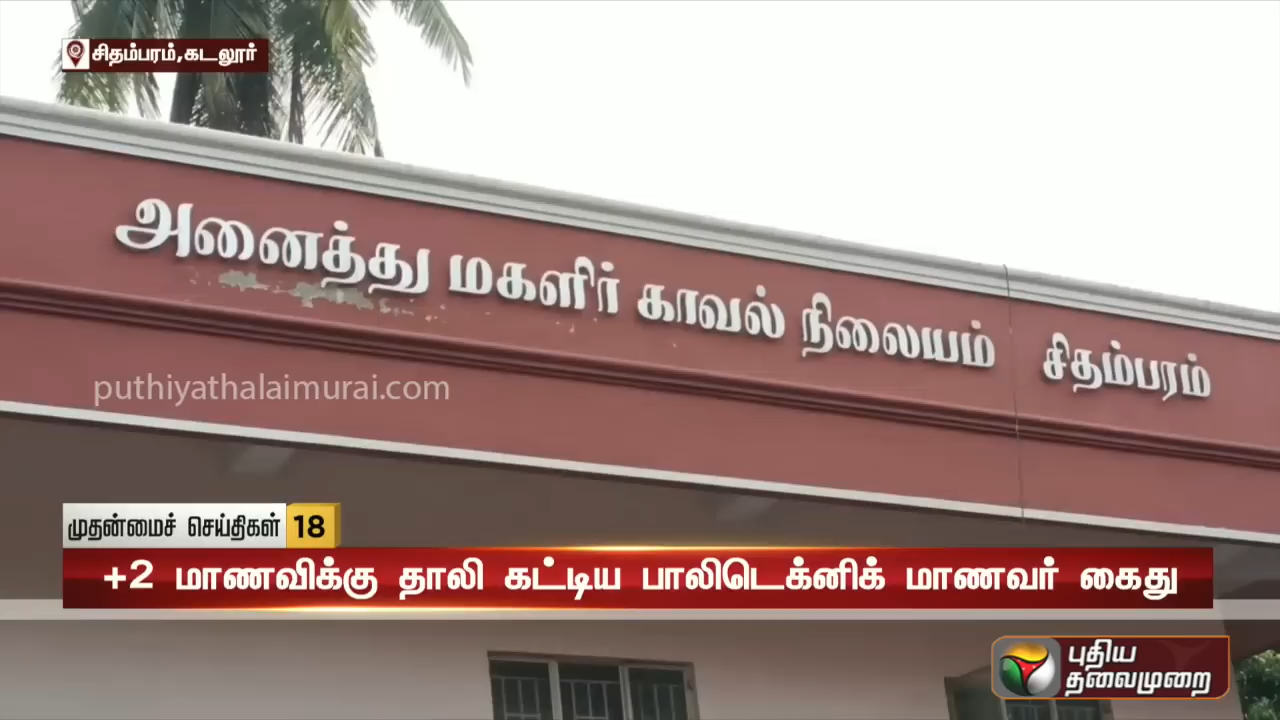 சிதம்பரம்,கடலூர்
அனைத்து மகளிர் காவல் நிலையம் சிதம்பரம்
puthiyathalaimurai.com
முதன்மைச் செய்திகள் 18
+2 மாணவிக்கு தாலி கட்டிய பாலிடெக்னிக் மாணவர் கைது
புதிய
தலைமுறை